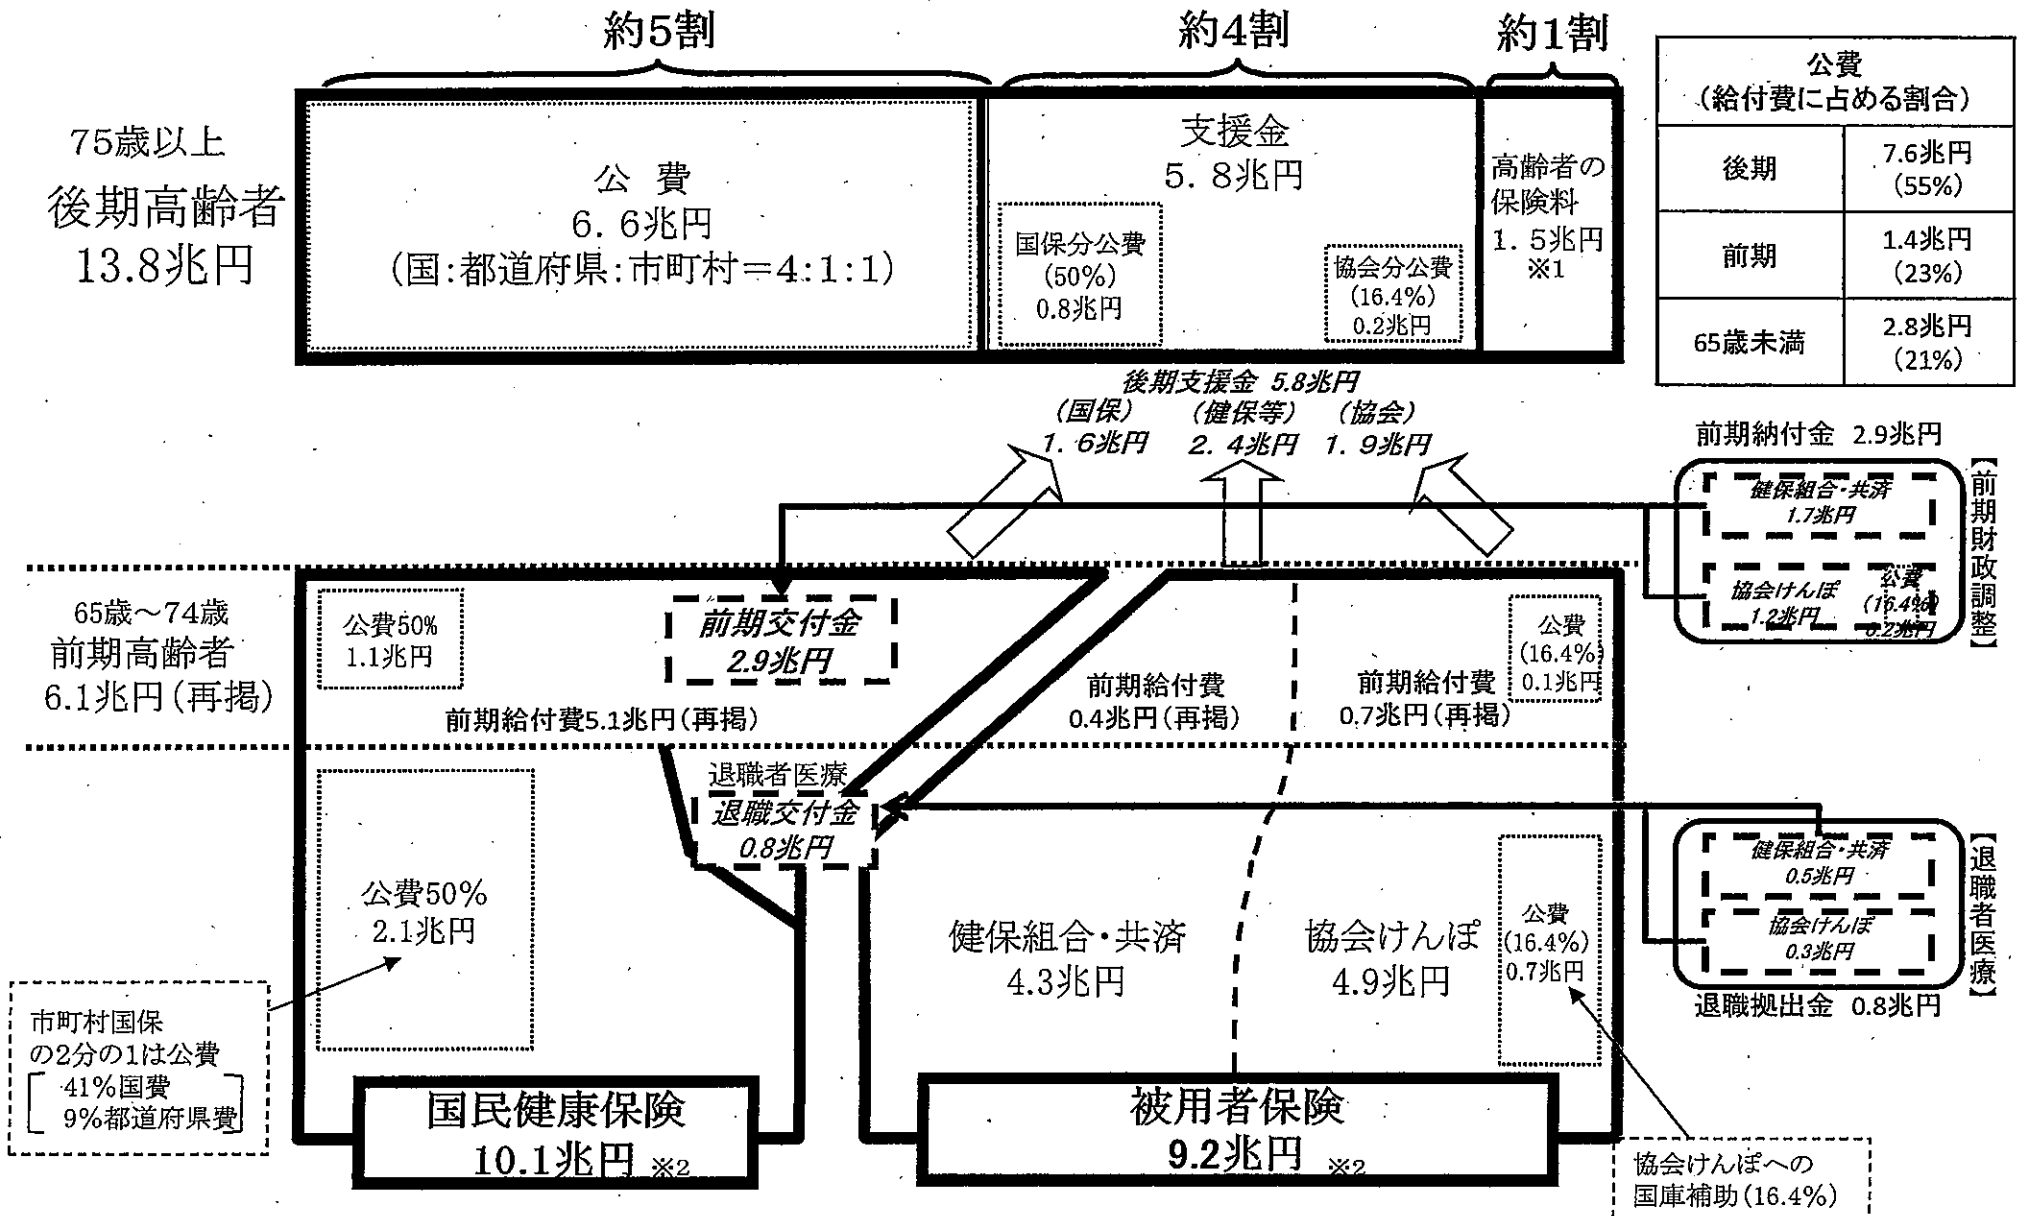 約5割
約4割
約1割
75歳以上
後期高齢者
13.8兆円
公 費
6.6兆円
(国:都道府県:市町村=4:1:1)
支援金
5.8兆円
国保分公費
(50%)
0.8兆円
協会分公費
(16.4%)
0.2兆円
高齢者の
保険料
1.5兆円
※1
公費
(給付費に占める割合)
後期
7.6兆円
(55%)
前期
1.4兆円
(23%)
65歳未満
2.8兆円
(21%)
後期支援金 5.8兆円
(国保) (健保等) (協会)
1.6兆円 2.4兆円 1.9兆円
前期納付金 2.9兆円
健保組合・共済
1.7兆円
協会けんぽ
1.2兆円
公費
(16.4%)
0.2兆円
【前期財政調整】
65歳~74歳
前期高齢者
6.1兆円(再掲)
公費50%
1.1兆円
前期交付金
2.9兆円
前期給付費5.1兆円(再掲)
前期給付費
0.4兆円(再掲)
前期給付費
0.7兆円(再掲)
公費
(16.4%)
0.1兆円
退職者医療
退職交付金
0.8兆円
公費50%
2.1兆円
健保組合・共済
4.3兆円
協会けんぽ
4.9兆円
公費
(16.4%)
0.7兆円
健保組合・共済
0.5兆円
協会けんぽ
0.3兆円
【退職者医療】
退職拠出金 0.8兆円
市町村国保
の2分の1は公費
41%国費
9%都道府県費
国民健康保険
10.1兆円 ※2
被用者保険
9.2兆円 ※2
協会けんぽへの
国庫補助(16.4%)